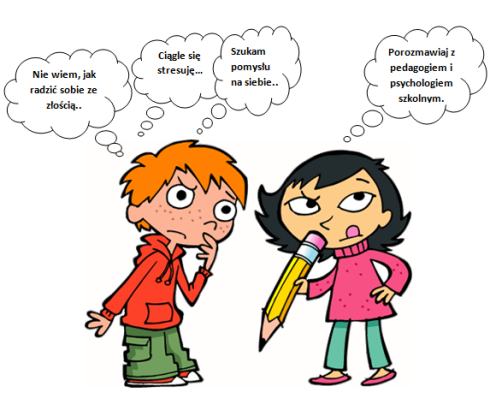 Nie wiem, jak
radzić sobie ze
złością..
Ciągle się
stresuję...
Szukam
pomysłu
na siebie..
Porozmawiaj z
pedagogiem i
psychologiem
szkolnym.